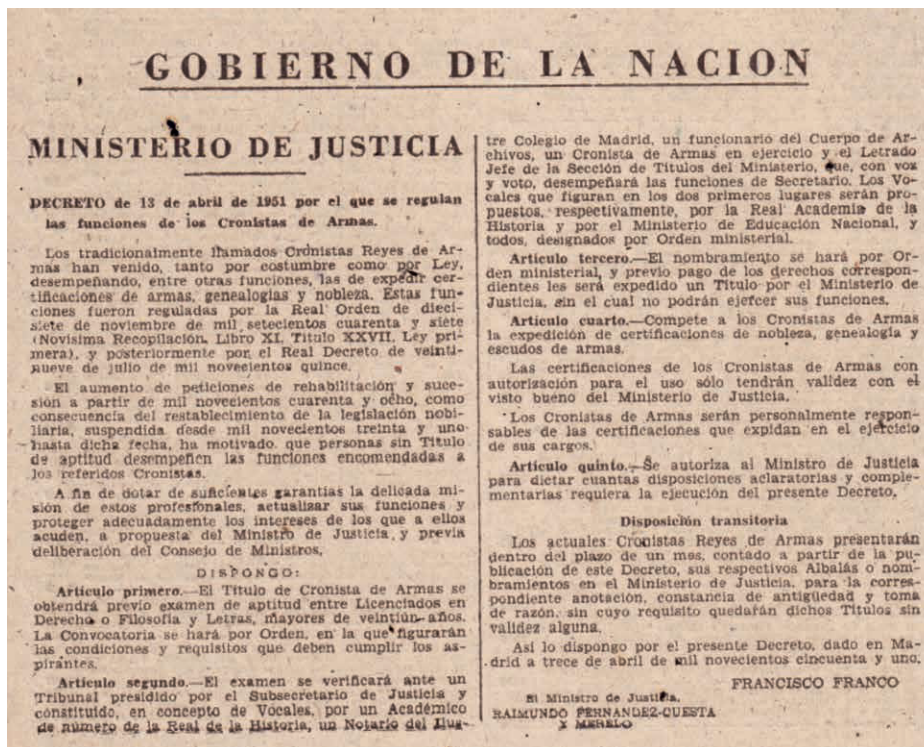 GOBIERNO DE LA NACION
MINISTERIO DE JUSTICIA
DECRETO de 13 de abril de 1951 por el que se regulan
las funciones de los Cronistas de Armas.
Los tradicionalmente llamados Cronistas Reyes de Ar-
mas han venido, tanto por costumbre como por Ley,
desempeñando, entre otras funciones, las de expedir cer-
tificaciones de armas, genealogías y nobleza. Estas fun-
ciones fueron reguladas por la Real Orden de dieci-
siete de noviembre de mil setecientos cuarenta y siete
(Novísima Recopilación, Libro XI, Título XXVII, Ley pri-
mera), y posteriormente por el Real Decreto de veinti-
nueve de julio de mil novecientos quince.
El aumento de peticiones de rehabilitación y suce-
sión a partir de mil novecientos cuarenta y ocho, como
consecuencia del restablecimiento de la legislación nobi-
liaria, suspendida desde mil novecientos treinta y uno
hasta dicha fecha, ha motivado que personas sin Título
de aptitud desempeñen las funciones encomendadas a
los referidos Cronistas.
A fin de dotar de suficientes garantías la delicada mi-
sión de estos profesionales, actualizar sus funciones y
proteger adecuadamente los intereses de los que a ellos
acuden, a propuesta del Ministro de Justicia, y previa
deliberación del Consejo de Ministros,
DISPONGO:
Artículo primero.—El Título de Cronista de Armas se
obtendrá previo examen de aptitud entre Licenciados en
Derecho o Filosofía y Letras, mayores de veintiún años.
La Convocatoria se hará por Orden, en la que figurarán
las condiciones y requisitos que deben cumplir los as-
pirantes.
Artículo segundo.—El examen se verificará ante un
Tribunal presidido por el Subsecretario de Justicia y
constituído, en concepto de Vocales, por un Académico
de número de la Real de la Historia, un Notario del Ilus-
tre Colegio de Madrid, un funcionario del Cuerpo de Ar-
chivos, un Cronista de Armas en ejercicio y el Letrado
Jefe de la Sección de Títulos del Ministerio, que, con voz
y voto, desempeñará las funciones de Secretario. Los Vo-
cales que figuran en los dos primeros lugares serán pro-
puestos, respectivamente, por la Real Academia de la
Historia y por el Ministerio de Educación Nacional, y
todos, designados por Orden ministerial.
Artículo tercero.—El nombramiento se hará por Or-
den ministerial, y previo pago de los derechos correspon-
dientes les será expedido un Título por el Ministerio de
Justicia, sin el cual no podrán ejercer sus funciones.
Artículo cuarto.—Compete a los Cronistas de Armas
la expedición de certificaciones de nobleza, genealogía y
escudos de armas.
Las certificaciones de los Cronistas de Armas con
autorización para el uso sólo tendrán validez con el
visto bueno del Ministerio de Justicia.
Los Cronistas de Armas serán personalmente respon-
sables de las certificaciones que expidan en el ejercicio
de sus cargos.
Artículo quinto.—Se autoriza al Ministro de Justicia
para dictar cuantas disposiciones aclaratorias y comple-
mentarias requiera la ejecución del presente Decreto.
Disposición transitoria
Los actuales Cronistas Reyes de Armas presentarán
dentro del plazo de un mes, contado a partir de la pu-
blicación de este Decreto, sus respectivos Albalás o nom-
bramientos en el Ministerio de Justicia, para la corres-
pondiente anotación, constancia de antigüedad y toma
de razón, sin cuyo requisito quedarán dichos Títulos sin
validez alguna.
Así lo dispongo por el presente Decreto, dado en Ma-
drid a trece de abril de mil novecientos cincuenta y uno.
FRANCISCO FRANCO
El Ministro de Justicia,
RAIMUNDO FERNANDEZ-CUESTA
Y MERELO